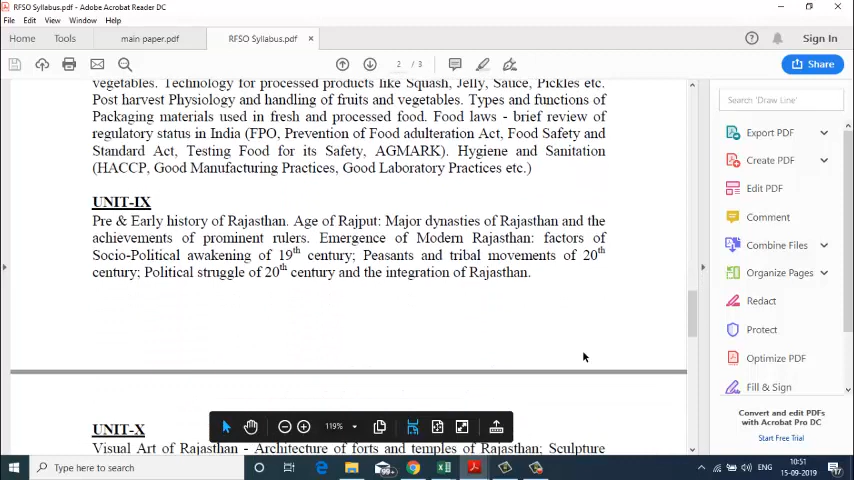 RFSO Syllabus.pdf - Adobe Acrobat Reader DC
File Edit View Window Help
Home Tools main paper.pdf RFSO Syllabus.pdf × Sign In
2 / 3 Share
vegetables. Technology for processed products like Squash, Jelly, Sauce, Pickles etc.
Post harvest Physiology and handling of fruits and vegetables. Types and functions of
Packaging materials used in fresh and processed food. Food laws - brief review of
regulatory status in India (FPO, Prevention of Food adulteration Act, Food Safety and
Standard Act, Testing Food for its Safety, AGMARK). Hygiene and Sanitation
(HACCP, Good Manufacturing Practices, Good Laboratory Practices etc.)
UNIT-IX
Pre & Early history of Rajasthan. Age of Rajput: Major dynasties of Rajasthan and the
achievements of prominent rulers. Emergence of Modern Rajasthan: factors of
Socio-Political awakening of 19th century; Peasants and tribal movements of 20th
century; Political struggle of 20th century and the integration of Rajasthan.
UNIT-X
Visual Art of Rajasthan - Architecture of forts and temples of Rajasthan; Sculpture
119%
Search 'Draw Line'
Export PDF
Create PDF
Edit PDF
Comment
Combine Files
Organize Pages
Redact
Protect
Optimize PDF
Fill & Sign
Convert and edit PDFs
with Acrobat Pro DC
Start Free Trial
Type here to search
99+
ENG
10:51
15-09-2019
17